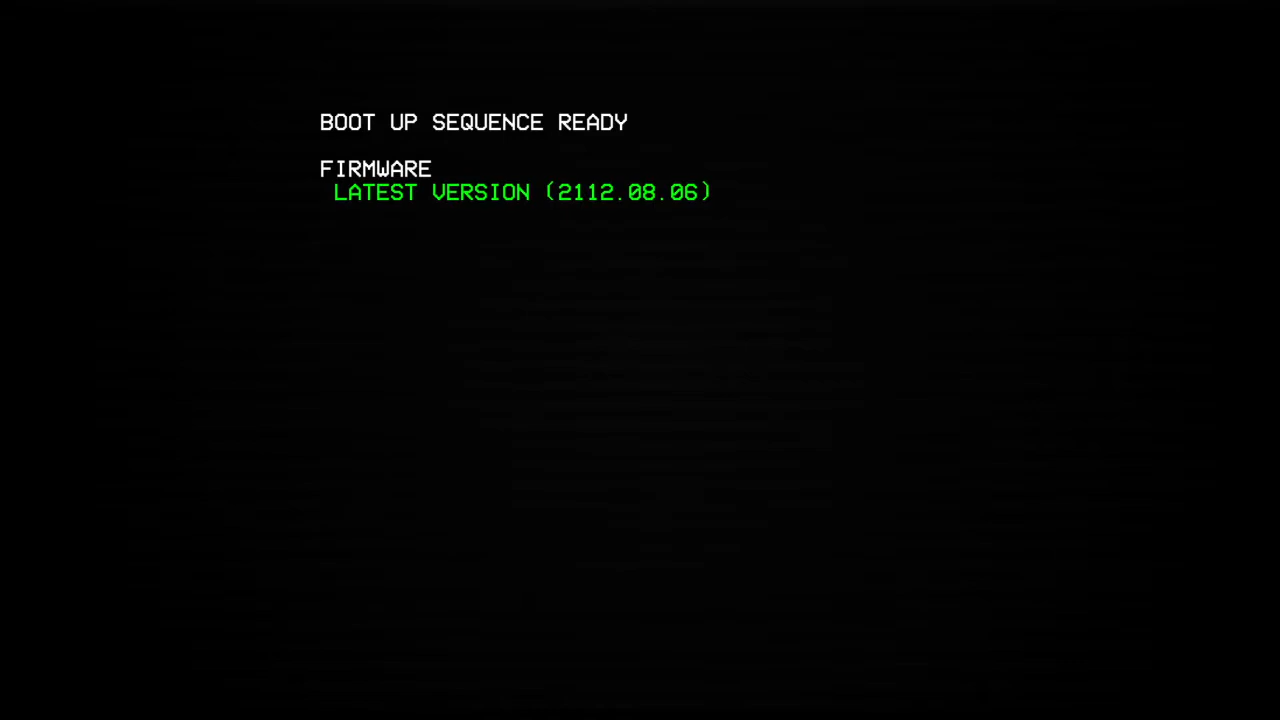 BOOT UP SEQUENCE READY
FIRMWARE
LATEST VERSION (2112.08.06)